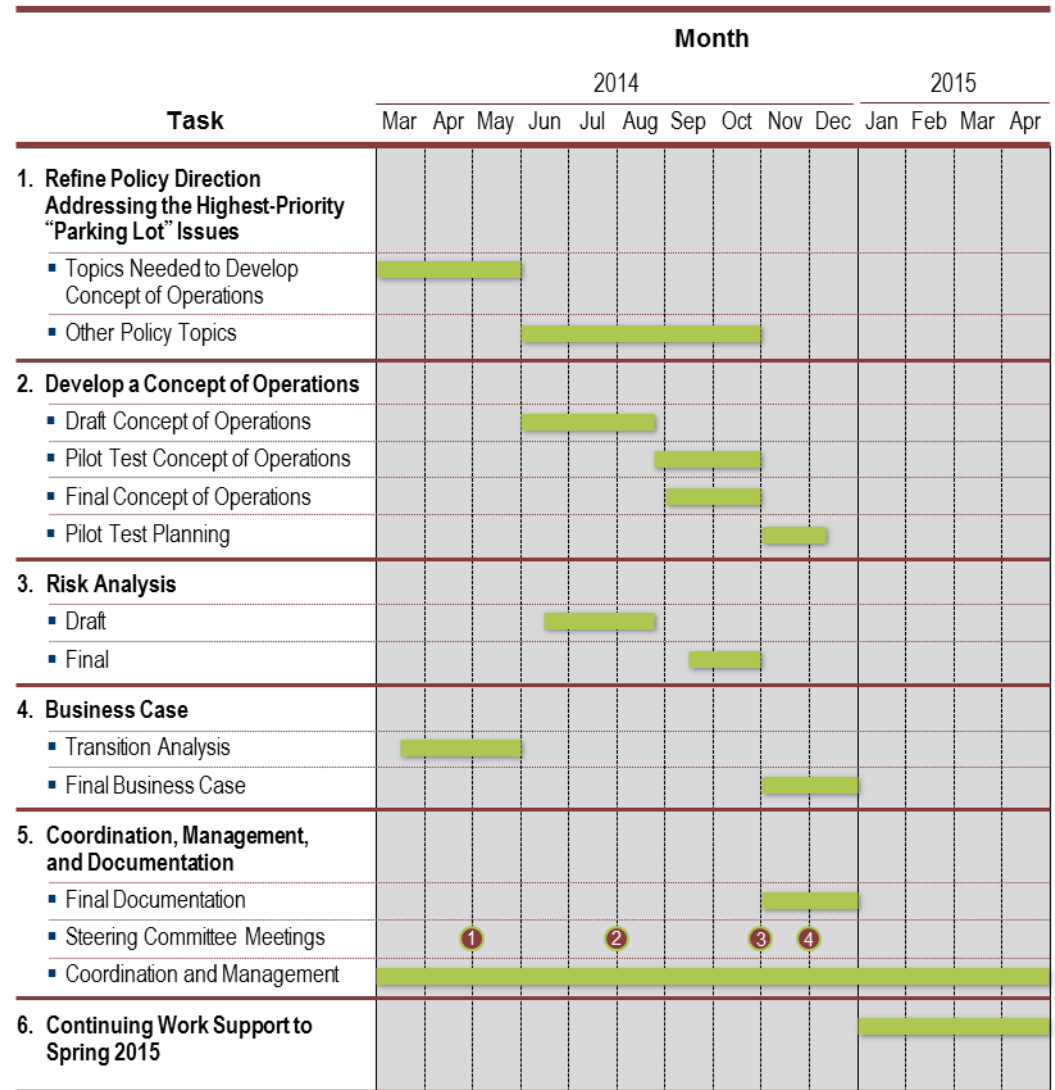 Month
2014 2015
Task Mar Apr May Jun Jul Aug Sep Oct Nov Dec Jan Feb Mar Apr
1. Refine Policy Direction
Addressing the Highest-Priority
“Parking Lot” Issues
▪ Topics Needed to Develop
Concept of Operations
▪ Other Policy Topics
2. Develop a Concept of Operations
▪ Draft Concept of Operations
▪ Pilot Test Concept of Operations
▪ Final Concept of Operations
▪ Pilot Test Planning
3. Risk Analysis
▪ Draft
▪ Final
4. Business Case
▪ Transition Analysis
▪ Final Business Case
5. Coordination, Management,
and Documentation
▪ Final Documentation
▪ Steering Committee Meetings 1 2 3 4
▪ Coordination and Management
6. Continuing Work Support to
Spring 2015